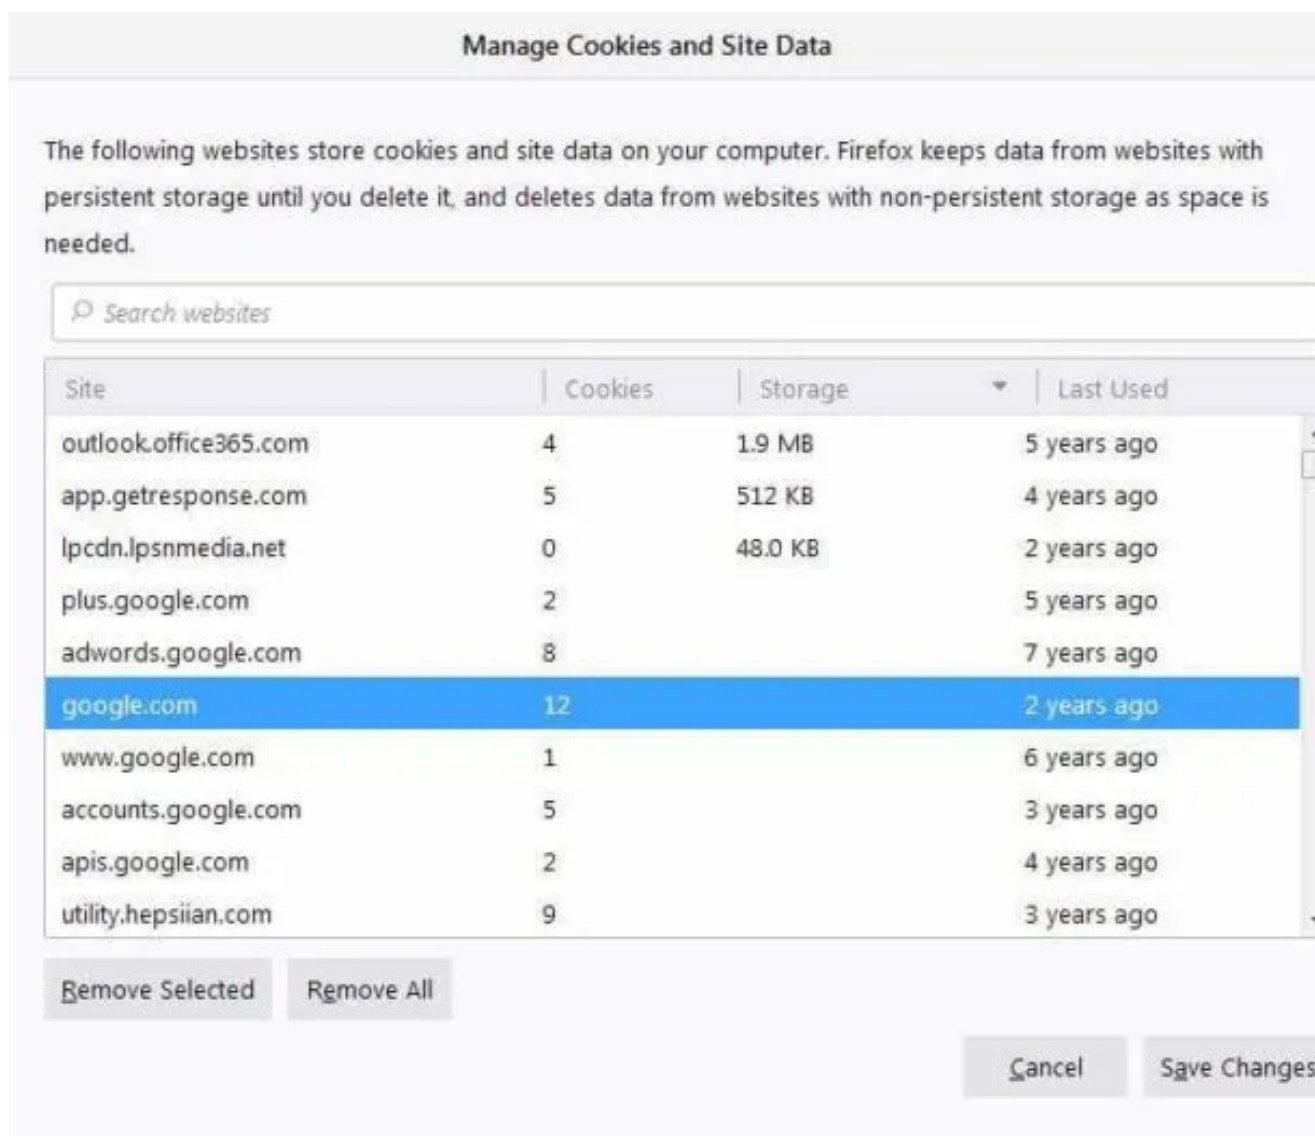 Manage Cookies and Site Data
The following websites store cookies and site data on your computer. Firefox keeps data from websites with
persistent storage until you delete it, and deletes data from websites with non-persistent storage as space is
needed.
Search websites
Site Cookies Storage Last Used
outlook.office365.com 4 1.9 MB 5 years ago
app.getresponse.com 5 512 KB 4 years ago
lpcdn.lpsnmedia.net 0 48.0 KB 2 years ago
plus.google.com 2 5 years ago
adwords.google.com 8 7 years ago
google.com 12 2 years ago
www.google.com 1 6 years ago
accounts.google.com 5 3 years ago
apis.google.com 2 4 years ago
utility.hepsiian.com 9 3 years ago
Remove Selected Remove All
Cancel Save Changes